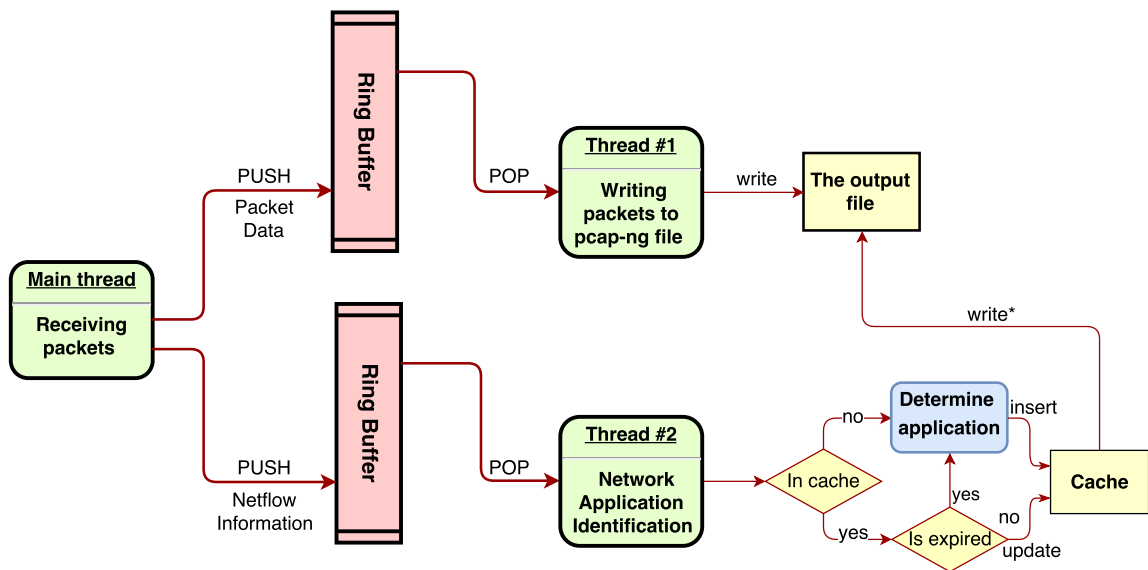 Ring Buffer
PUSH
Packet
Data
POP
Thread #1
Writing
packets to
pcap-ng file
write
The output
file
Main thread
Receiving
packets
write*
Ring Buffer
PUSH
Netflow
Information
POP
Thread #2
Network
Application
Identification
In cache
no
yes
Determine
application
insert
yes
Is expired
no
update
Cache